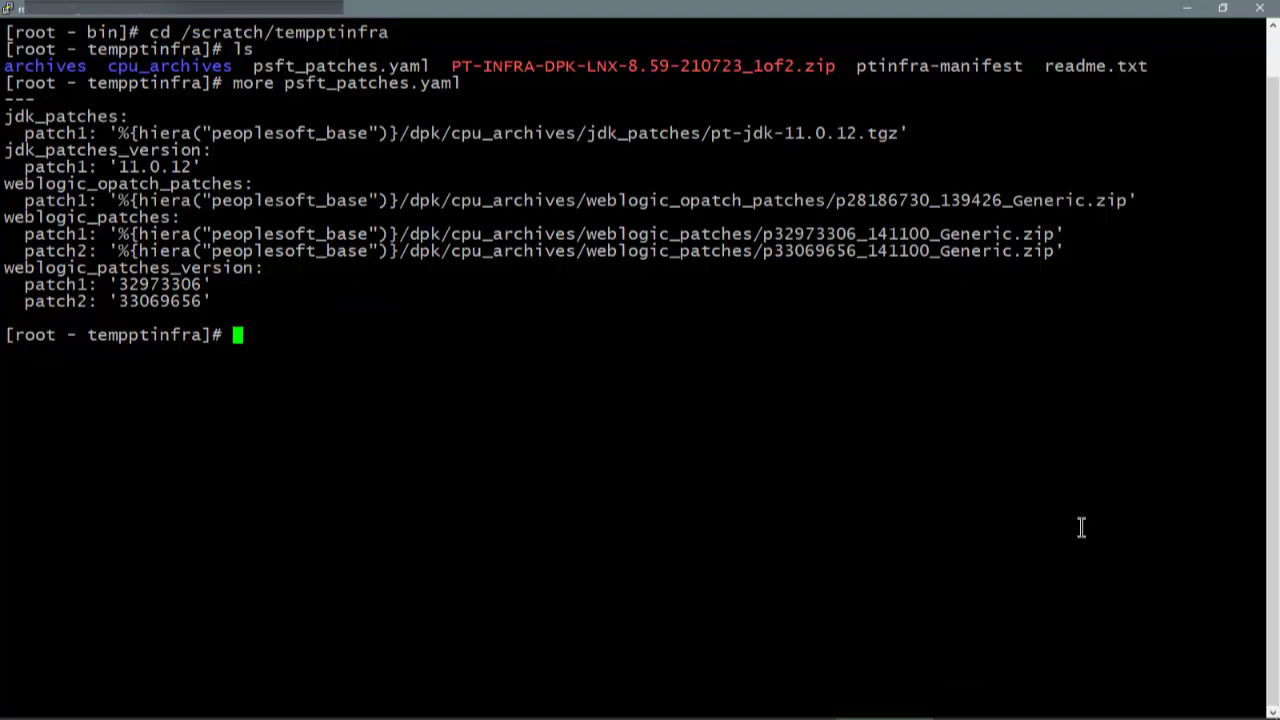 [root - bin]# cd /scratch/tempptinfra
[root - tempptinfra]# ls
archives  cpu_archives  psft_patches.yaml  PT-INFRA-DPK-LNX-8.59-210723_1of2.zip  ptinfra-manifest  readme.txt
[root - tempptinfra]# more psft_patches.yaml
---
jdk_patches:
  patch1: '%{hiera("peoplesoft_base")}/dpk/cpu_archives/jdk_patches/pt-jdk-11.0.12.tgz'
jdk_patches_version:
  patch1: '11.0.12'
weblogic_opatch_patches:
  patch1: '%{hiera("peoplesoft_base")}/dpk/cpu_archives/weblogic_opatch_patches/p28186730_139426_Generic.zip'
weblogic_patches:
  patch1: '%{hiera("peoplesoft_base")}/dpk/cpu_archives/weblogic_patches/p32973306_141100_Generic.zip'
  patch2: '%{hiera("peoplesoft_base")}/dpk/cpu_archives/weblogic_patches/p33069656_141100_Generic.zip'
weblogic_patches_version:
  patch1: '32973306'
  patch2: '33069656'
[root - tempptinfra]#